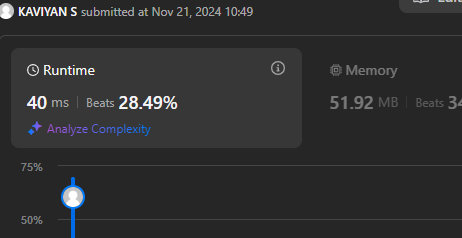 KAVIYAN S submitted at Nov 21, 2024 10:49
Runtime
40 ms | Beats 28.49%
Analyze Complexity
Memory
51.92 MB | Beats
75%
50%